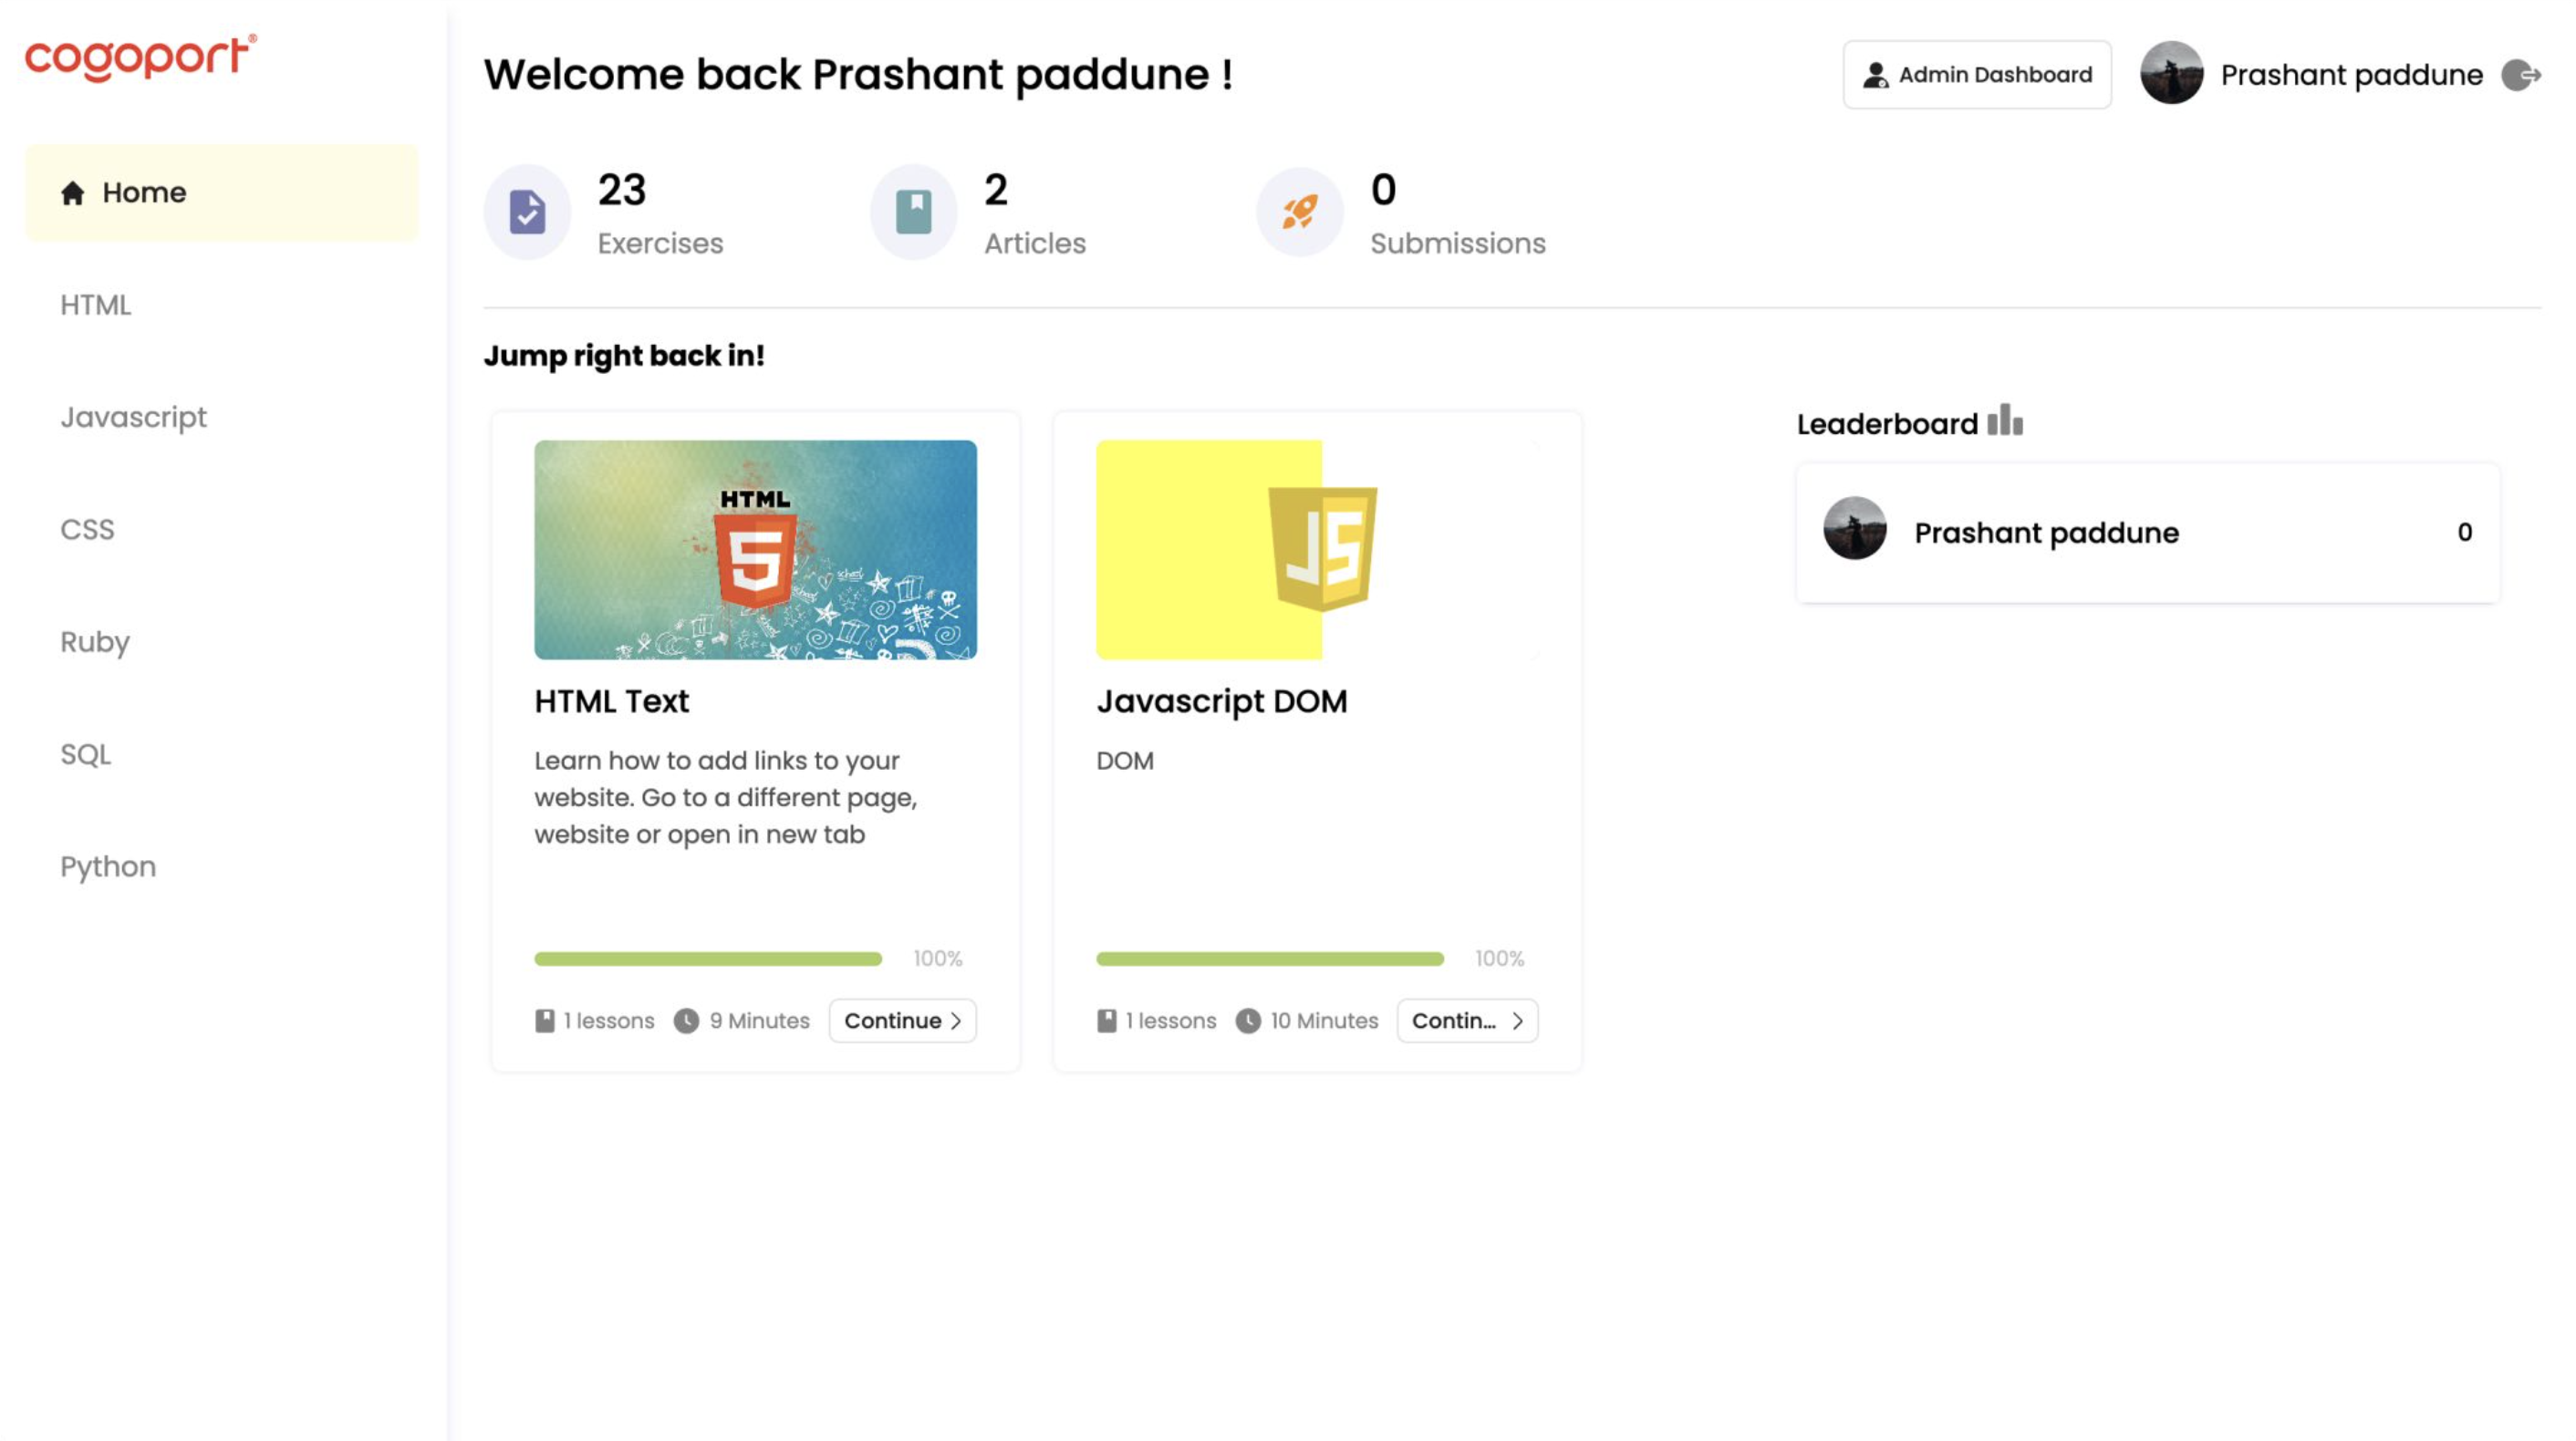 cogoport®
Welcome back Prashant paddune !
Admin Dashboard
Prashant paddune
Home
HTML
Javascript
CSS
Ruby
SQL
Python
23
Exercises
2
Articles
0
Submissions
Jump right back in!
HTML
5
HTML Text
Learn how to add links to your
website. Go to a different page,
website or open in new tab
100%
1 lessons
9 Minutes
Continue
JS
Javascript DOM
DOM
100%
1 lessons
10 Minutes
Contin...
Leaderboard
Prashant paddune
0